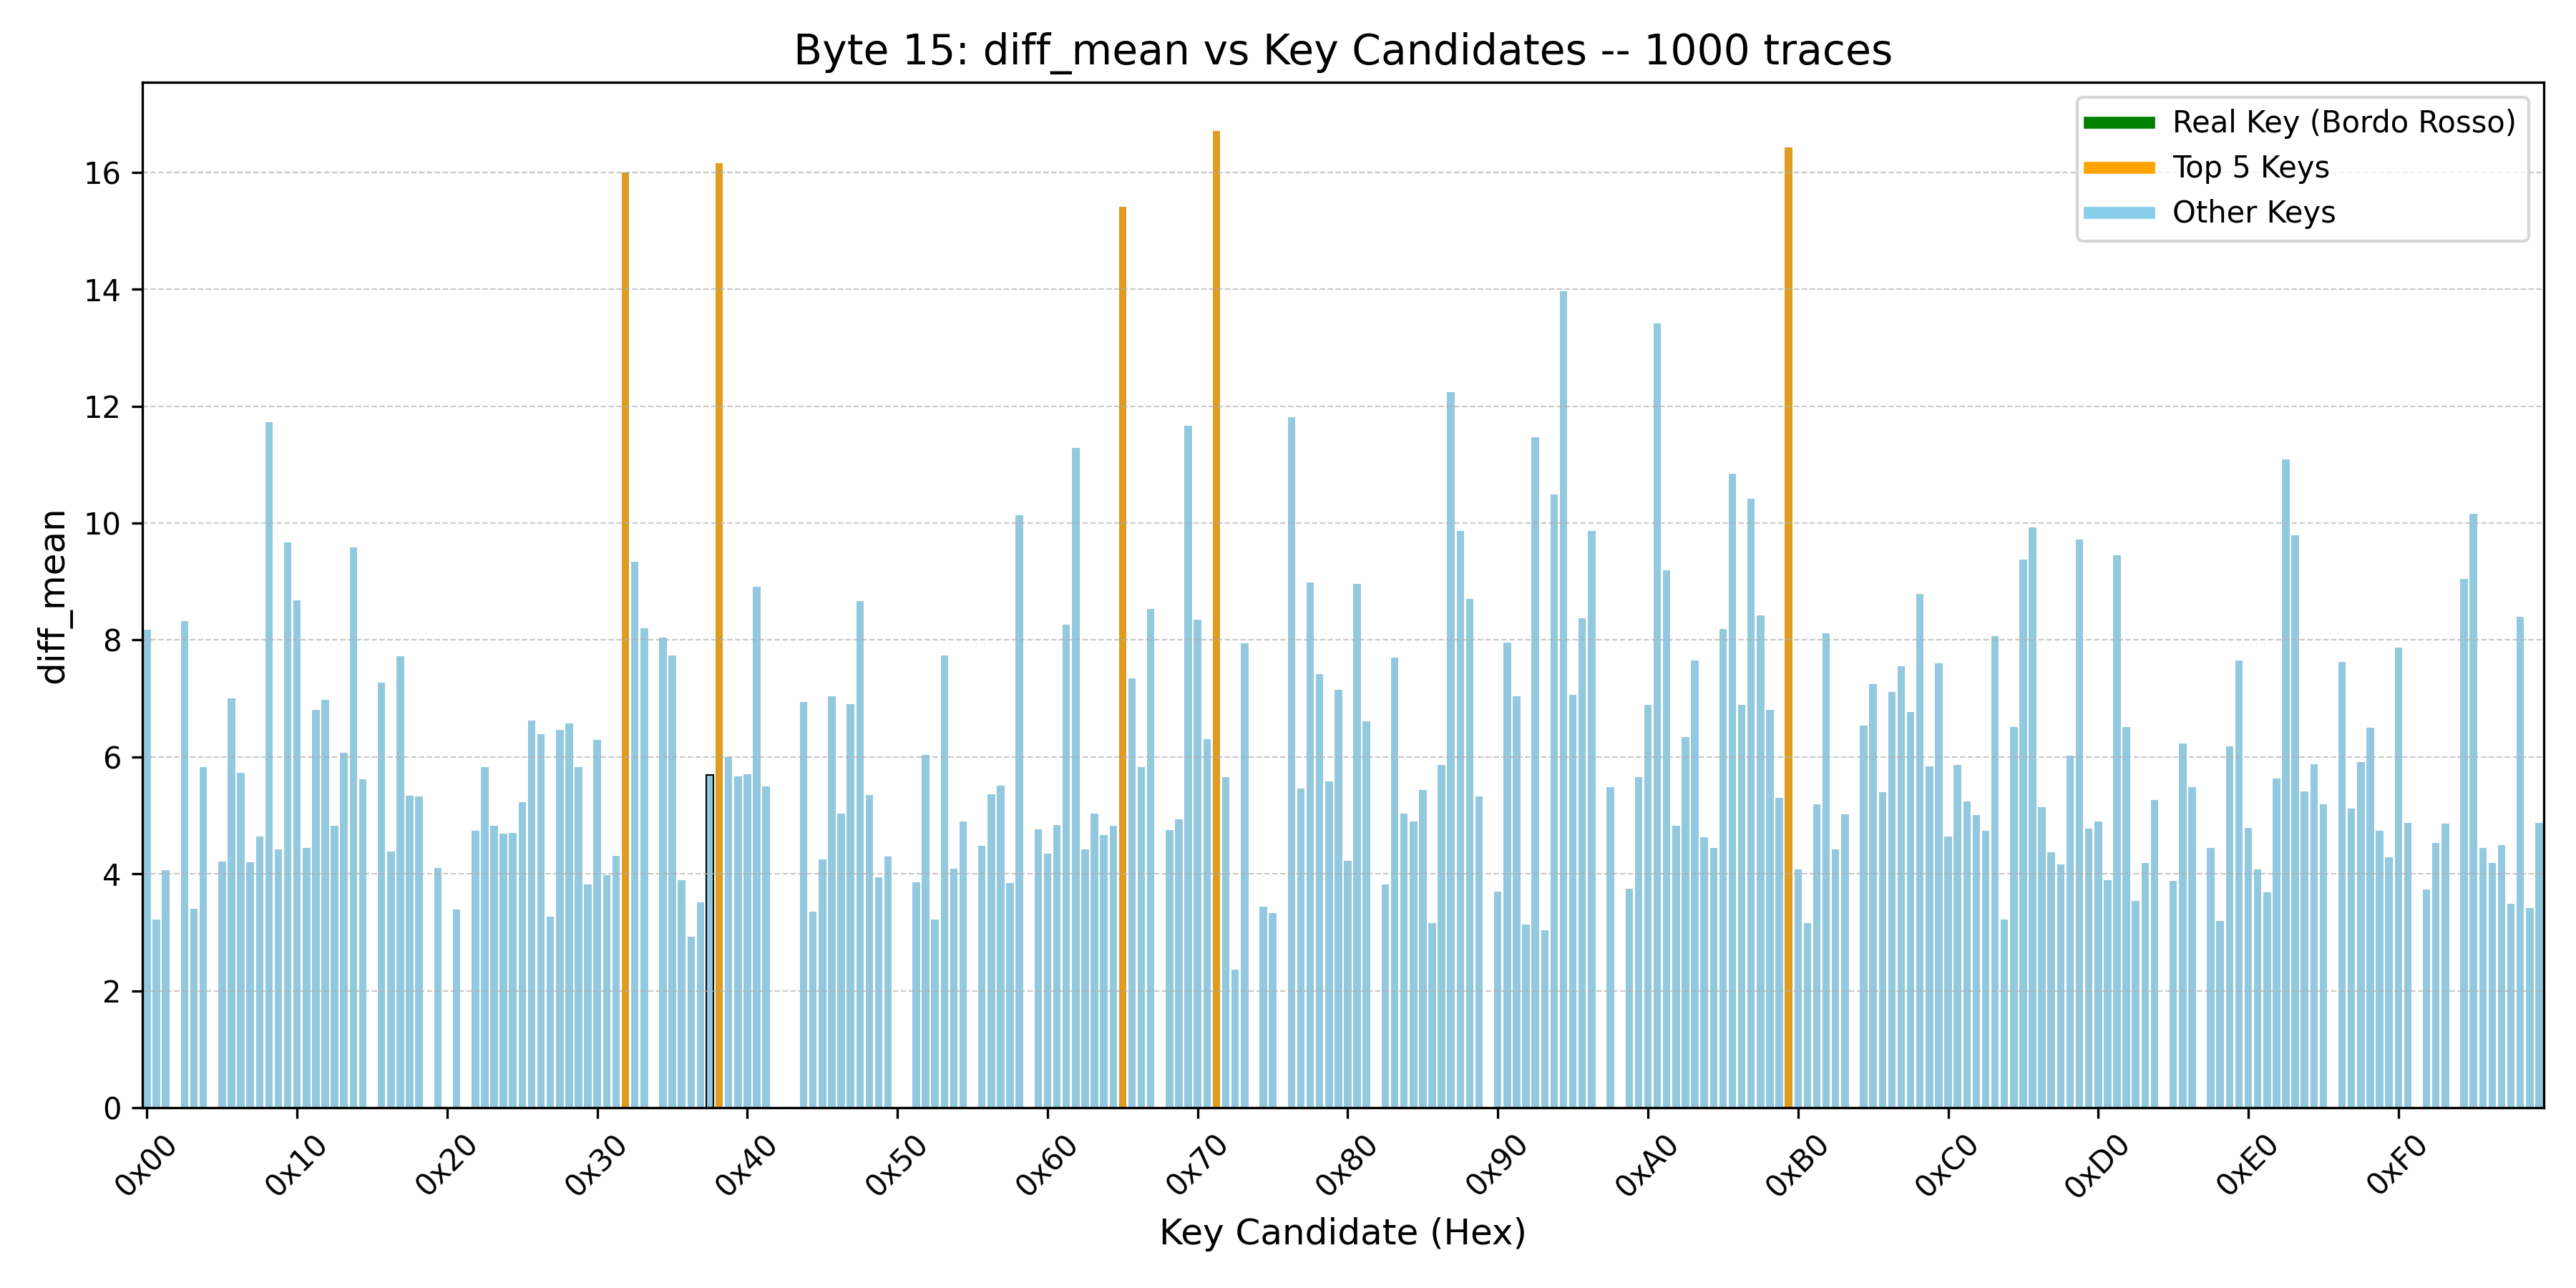 Byte 15: diff_mean vs Key Candidates -- 1000 traces
Real Key (Bordo Rosso)
Top 5 Keys
Other Keys
diff_mean
16
14
12
10
8
6
4
2
0
0x00 0x10 0x20 0x30 0x40 0x50 0x60 0x70 0x80 0x90 0xA0 0xB0 0xC0 0xD0 0xE0 0xF0
Key Candidate (Hex)